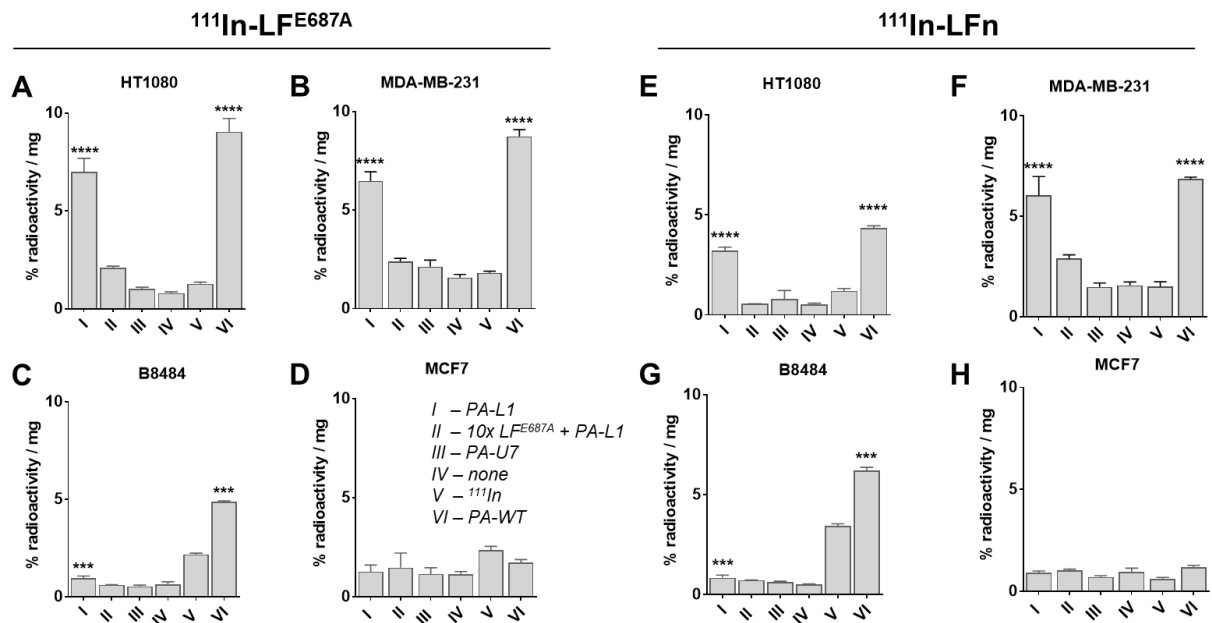 ¹¹¹In-LFᴱ⁶⁸⁷ᴬ
¹¹¹In-LFn
A
HT1080
% radioactivity / mg
10
5
0
****
****
I II III IV V VI
B
MDA-MB-231
% radioactivity / mg
10
5
0
****
****
I II III IV V VI
E
HT1080
% radioactivity / mg
10
5
0
****
****
I II III IV V VI
F
MDA-MB-231
% radioactivity / mg
10
5
0
****
****
I II III IV V VI
C
B8484
% radioactivity / mg
10
5
0
***
***
I II III IV V VI
D
MCF7
% radioactivity / mg
10
5
0
I – PA-L1
II – 10x LFᴱ⁶⁸⁷ᴬ + PA-L1
III – PA-U7
IV – none
V – ¹¹¹In
VI – PA-WT
I II III IV V VI
G
B8484
% radioactivity / mg
10
5
0
***
***
I II III IV V VI
H
MCF7
% radioactivity / mg
10
5
0
I II III IV V VI